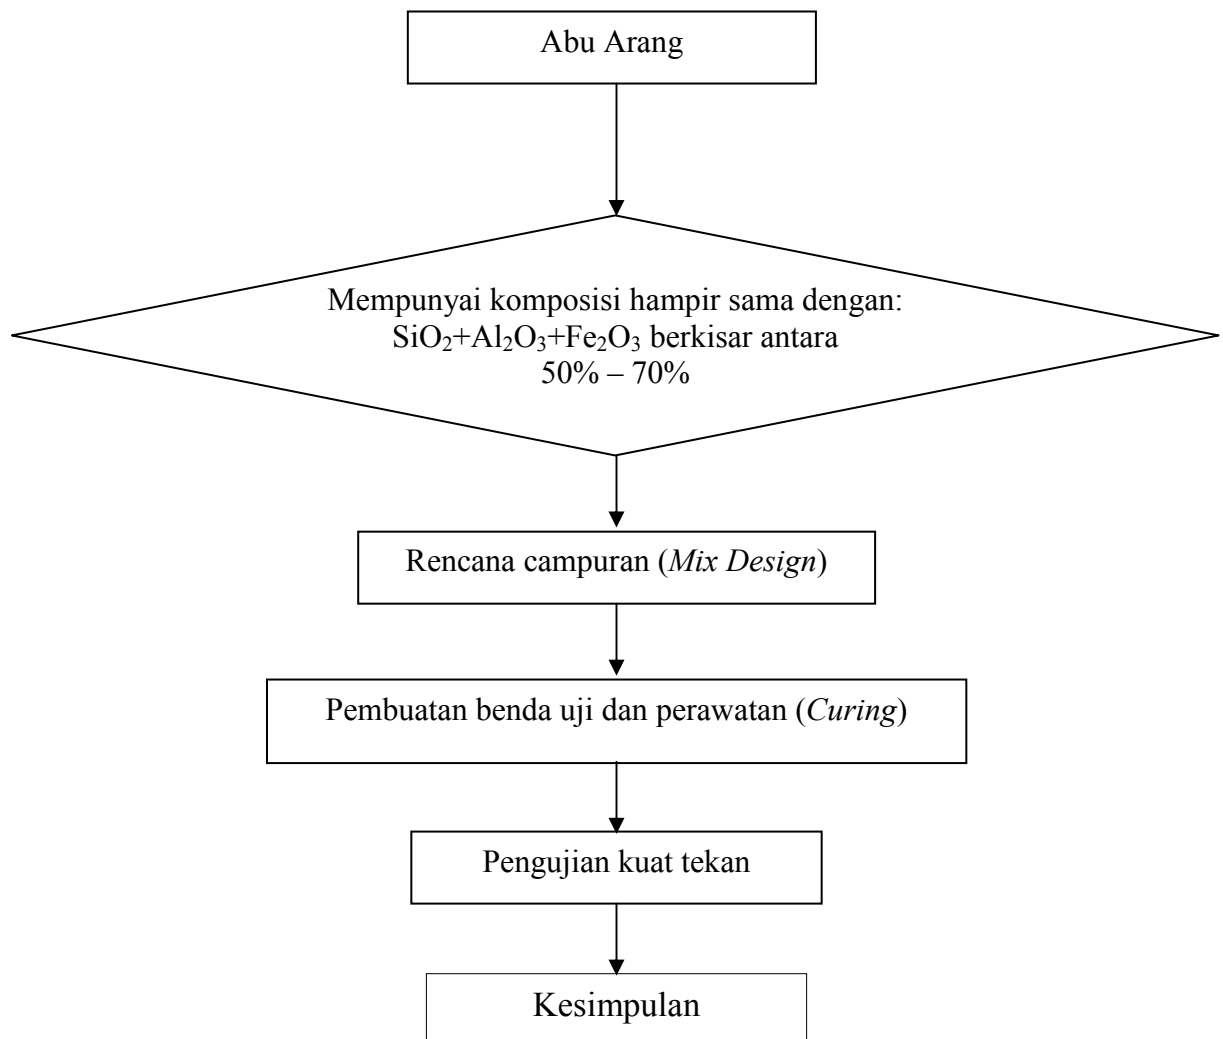 Abu Arang
Mempunyai komposisi hampir sama dengan:
SiO₂+Al₂O₃+Fe₂O₃ berkisar antara
50% – 70%
Rencana campuran (Mix Design)
Pembuatan benda uji dan perawatan (Curing)
Pengujian kuat tekan
Kesimpulan